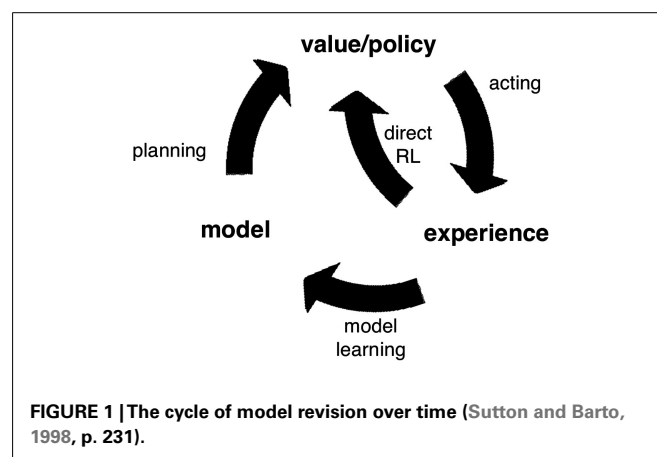 value/policy
acting
planning
direct
RL
model
experience
model
learning
FIGURE 1 | The cycle of model revision over time (Sutton and Barto,
1998, p. 231).